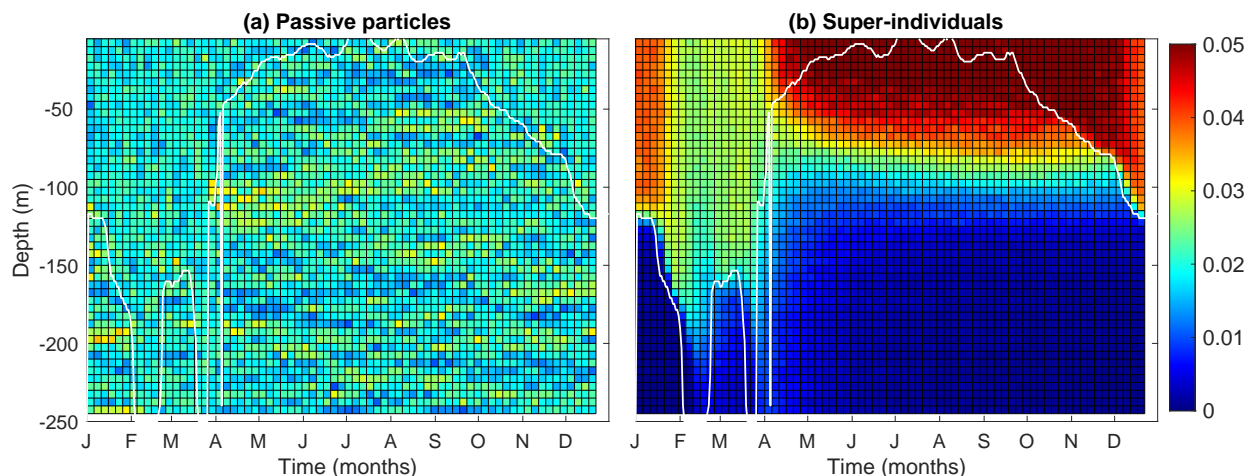 (a) Passive particles
(b) Super-individuals
Depth (m)
-50
-100
-150
-200
-250
J F M A M J J A S O N D
Time (months)
J F M A M J J A S O N D
Time (months)
0.05
0.04
0.03
0.02
0.01
0